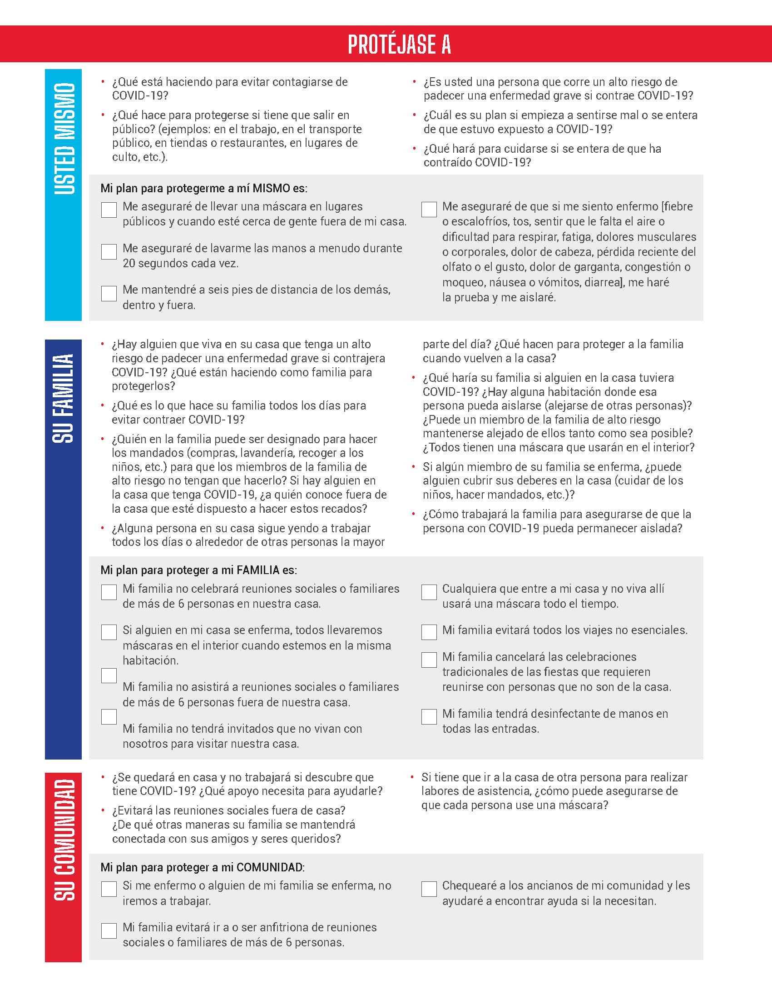 PROTÉJASE A
USTED MISMO
• ¿Qué está haciendo para evitar contagiarse de
COVID-19?
• ¿Qué hace para protegerse si tiene que salir en
público? (ejemplos: en el trabajo, en el transporte
público, en tiendas o restaurantes, en lugares de
culto, etc.).
• ¿Es usted una persona que corre un alto riesgo de
padecer una enfermedad grave si contrae COVID-19?
• ¿Cuál es su plan si empieza a sentirse mal o se entera
de que estuvo expuesto a COVID-19?
• ¿Qué hará para cuidarse si se entera de que ha
contraído COVID-19?
Mi plan para protegerme a mí MISMO es:
Me aseguraré de llevar una máscara en lugares
públicos y cuando esté cerca de gente fuera de mi casa.
Me aseguraré de lavarme las manos a menudo durante
20 segundos cada vez.
Me mantendré a seis pies de distancia de los demás,
dentro y fuera.
Me aseguraré de que si me siento enfermo [fiebre
o escalofríos, tos, sentir que le falta el aire o
dificultad para respirar, fatiga, dolores musculares
o corporales, dolor de cabeza, pérdida reciente del
olfato o el gusto, dolor de garganta, congestión o
moqueo, náusea o vómitos, diarrea], me haré
la prueba y me aislaré.
SU FAMILIA
• ¿Hay alguien que viva en su casa que tenga un alto
riesgo de padecer una enfermedad grave si contrajera
COVID-19? ¿Qué están haciendo como familia para
protegerlos?
• ¿Qué es lo que hace su familia todos los días para
evitar contraer COVID-19?
• ¿Quién en la familia puede ser designado para hacer
los mandados (compras, lavandería, recoger a los
niños, etc.) para que los miembros de la familia de
alto riesgo no tengan que hacerlo? Si hay alguien en
la casa que tenga COVID-19, ¿a quién conoce fuera de
la casa que esté dispuesto a hacer estos recados?
• ¿Alguna persona en su casa sigue yendo a trabajar
todos los días o alrededor de otras personas la mayor
parte del día? ¿Qué hacen para proteger a la familia
cuando vuelven a la casa?
• ¿Qué haría su familia si alguien en la casa tuviera
COVID-19? ¿Hay alguna habitación donde esa
persona pueda aislarse (alejarse de otras personas)?
¿Puede un miembro de la familia de alto riesgo
mantenerse alejado de ellos tanto como sea posible?
¿Todos tienen una máscara que usarán en el interior?
• Si algún miembro de su familia se enferma, ¿puede
alguien cubrir sus deberes en la casa (cuidar de los
niños, hacer mandados, etc.)?
• ¿Cómo trabajará la familia para asegurarse de que la
persona con COVID-19 pueda permanecer aislada?
Mi plan para proteger a mi FAMILIA es:
Mi familia no celebrará reuniones sociales o familiares
de más de 6 personas en nuestra casa.
Si alguien en mi casa se enferma, todos llevaremos
máscaras en el interior cuando estemos en la misma
habitación.
Mi familia no asistirá a reuniones sociales o familiares
de más de 6 personas fuera de nuestra casa.
Mi familia no tendrá invitados que no vivan con
nosotros para visitar nuestra casa.
Cualquiera que entre a mi casa y no viva allí
usará una máscara todo el tiempo.
Mi familia evitará todos los viajes no esenciales.
Mi familia cancelará las celebraciones
tradicionales de las fiestas que requieren
reunirse con personas que no son de la casa.
Mi familia tendrá desinfectante de manos en
todas las entradas.
SU COMUNIDAD
• ¿Se quedará en casa y no trabajará si descubre que
tiene COVID-19? ¿Qué apoyo necesita para ayudarle?
• ¿Evitará las reuniones sociales fuera de casa?
¿De qué otras maneras su familia se mantendrá
conectada con sus amigos y seres queridos?
• Si tiene que ir a la casa de otra persona para realizar
labores de asistencia, ¿cómo puede asegurarse de
que cada persona use una máscara?
Mi plan para proteger a mi COMUNIDAD:
Si me enfermo o alguien de mi familia se enferma, no
iremos a trabajar.
Mi familia evitará ir a o ser anfitriona de reuniones
sociales o familiares de más de 6 personas.
Chequearé a los ancianos de mi comunidad y les
ayudaré a encontrar ayuda si la necesitan.